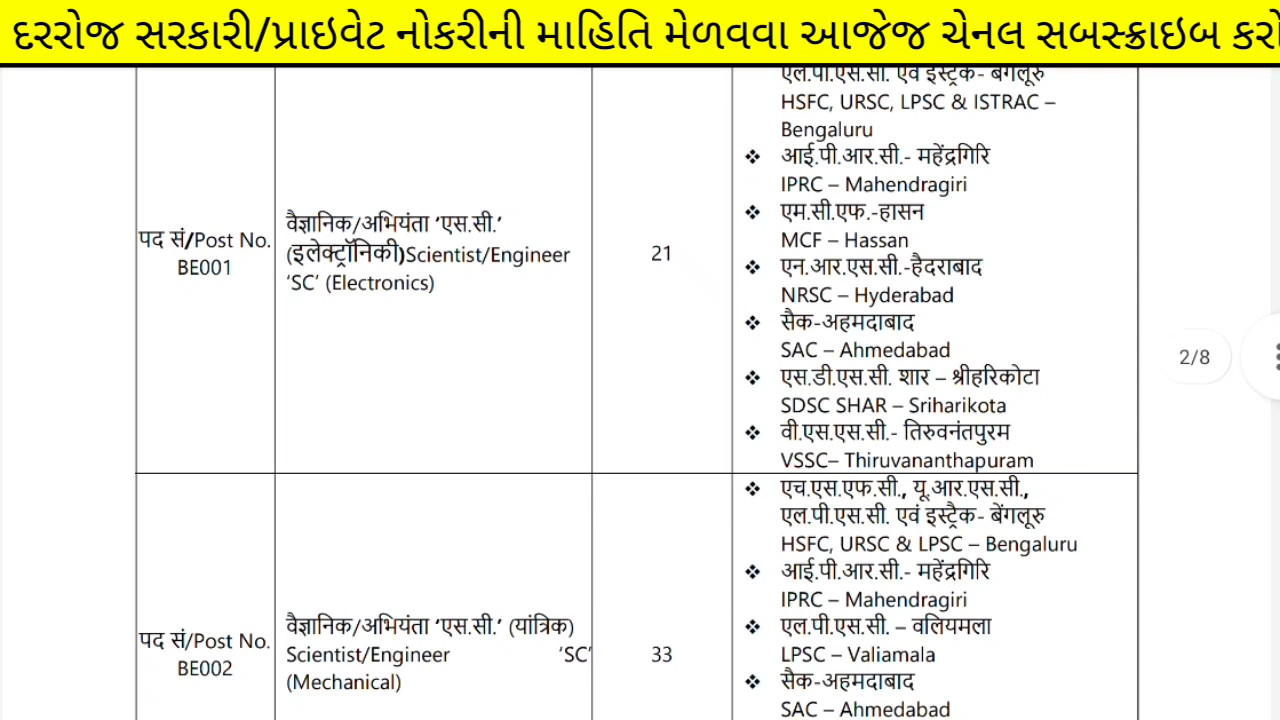 દરરોજ સરકારી/પ્રાઇવેટ નોકરીની માહિતિ મેળવવા આજેજ ચેનલ સબસ્ક્રાઇબ કરો
एल.पी.एस.सी. एवं इस्ट्रैक- बेंगलूरु
HSFC, URSC, LPSC & ISTRAC –
Bengaluru
❖ आई.पी.आर.सी.- महेंद्रगिरि
IPRC – Mahendragiri
❖ एम.सी.एफ.-हासन
MCF – Hassan
❖ एन.आर.एस.सी.-हैदराबाद
NRSC – Hyderabad
❖ सैक-अहमदाबाद
SAC – Ahmedabad
❖ एस.डी.एस.सी. शार – श्रीहरिकोटा
SDSC SHAR – Sriharikota
❖ वी.एस.एस.सी.- तिरुवनंतपुरम
VSSC– Thiruvananthapuram
पद सं/Post No.
BE001
वैज्ञानिक/अभियंता ‘एस.सी.’
(इलेक्ट्रॉनिकी)Scientist/Engineer
‘SC’ (Electronics)
21
2/8
❖ एच.एस.एफ.सी., यू.आर.एस.सी.,
एल.पी.एस.सी. एवं इस्ट्रैक- बेंगलूरु
HSFC, URSC & LPSC – Bengaluru
❖ आई.पी.आर.सी.- महेंद्रगिरि
IPRC – Mahendragiri
❖ एल.पी.एस.सी. – वलियमला
LPSC – Valiamala
❖ सैक-अहमदाबाद
SAC – Ahmedabad
पद सं/Post No.
BE002
वैज्ञानिक/अभियंता ‘एस.सी.’ (यांत्रिक)
Scientist/Engineer ‘SC’
(Mechanical)
33